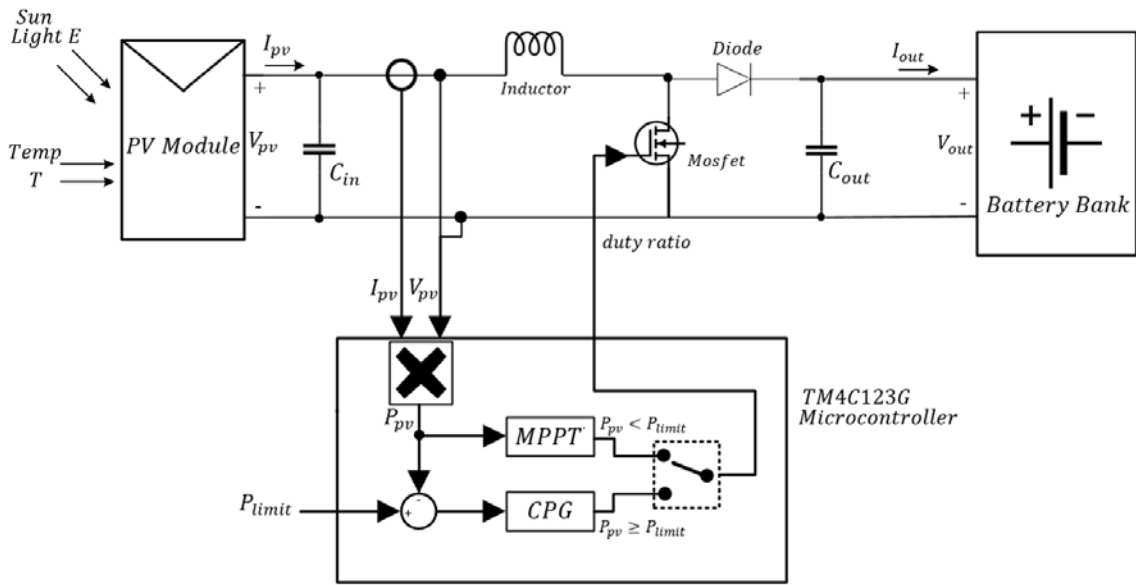 Sun
Light E
I_pv
Inductor
Diode
I_out
+
+
PV Module
V_pv
C_in
Mosfet
C_out
V_out
+ −
Temp
T
-
-
Battery Bank
duty ratio
I_pv
V_pv
TM4C123G
Microcontroller
P_pv
MPPT
P_pv < P_limit
P_limit
+
-
CPG
P_pv ≥ P_limit